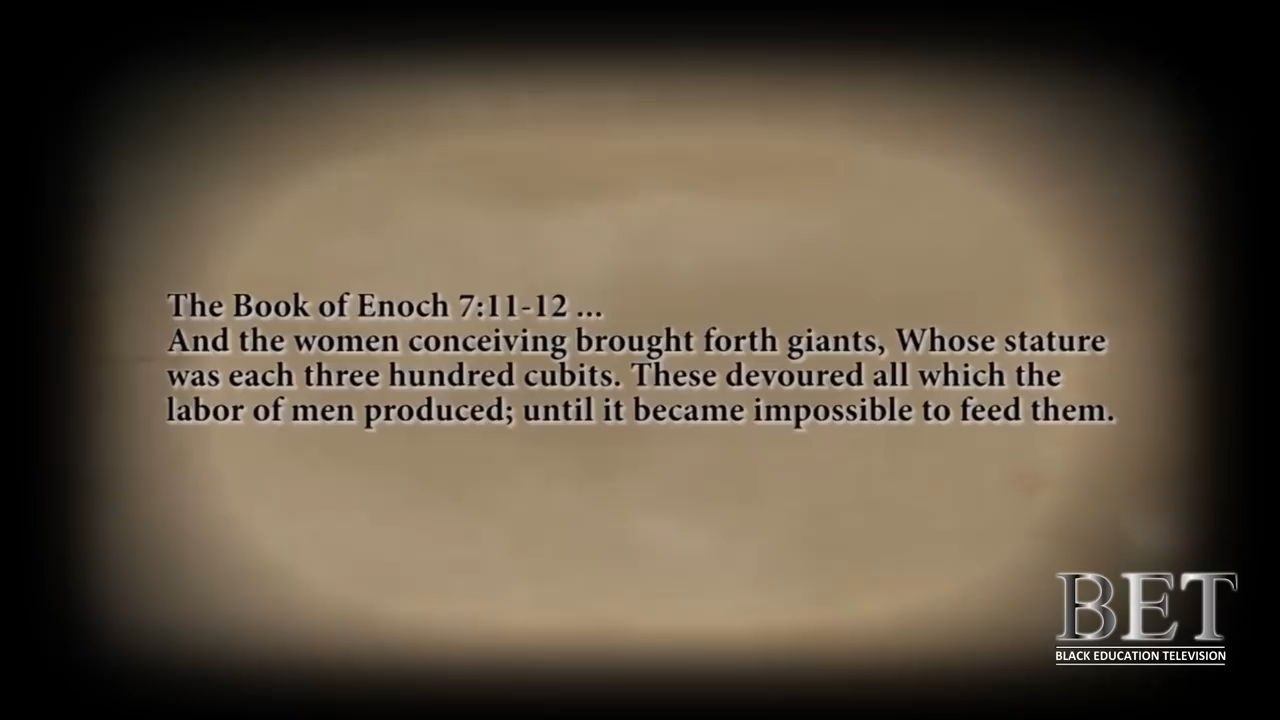 The Book of Enoch 7:11-12 ...
And the women conceiving brought forth giants, Whose stature
was each three hundred cubits. These devoured all which the
labor of men produced; until it became impossible to feed them.
BET
BLACK EDUCATION TELEVISION